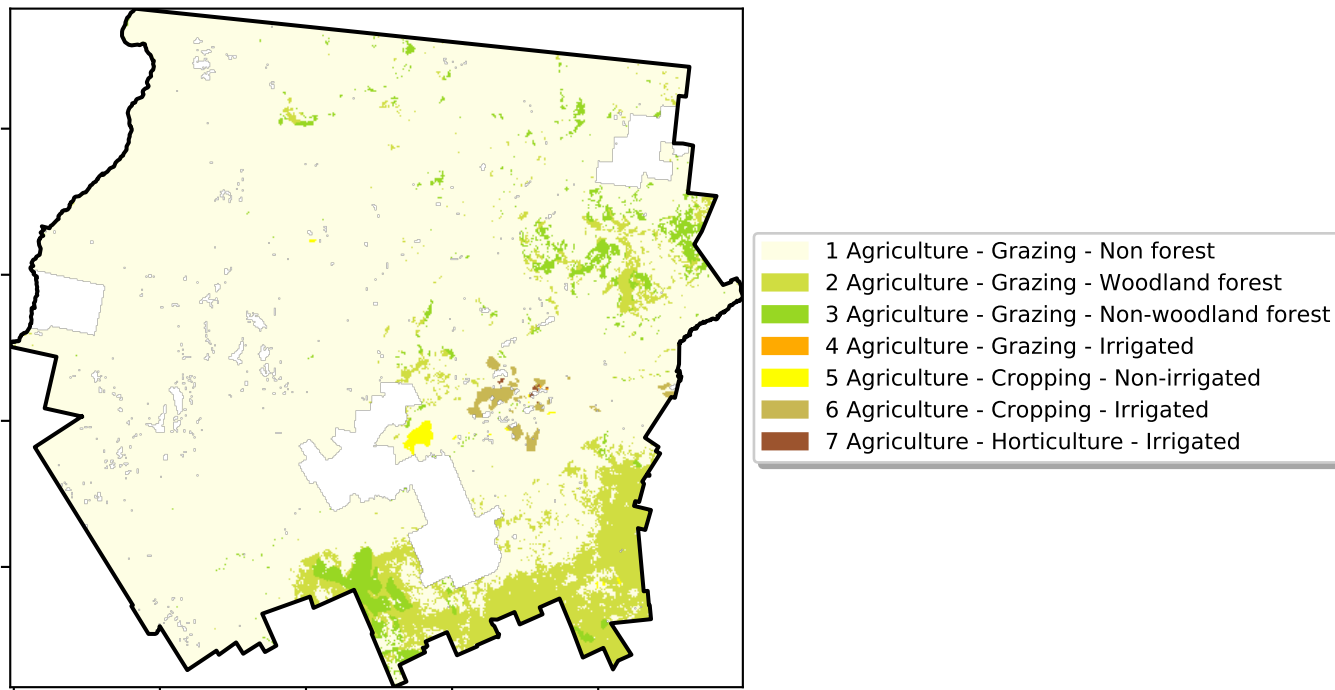 1 Agriculture - Grazing - Non forest
2 Agriculture - Grazing - Woodland forest
3 Agriculture - Grazing - Non-woodland forest
4 Agriculture - Grazing - Irrigated
5 Agriculture - Cropping - Non-irrigated
6 Agriculture - Cropping - Irrigated
7 Agriculture - Horticulture - Irrigated